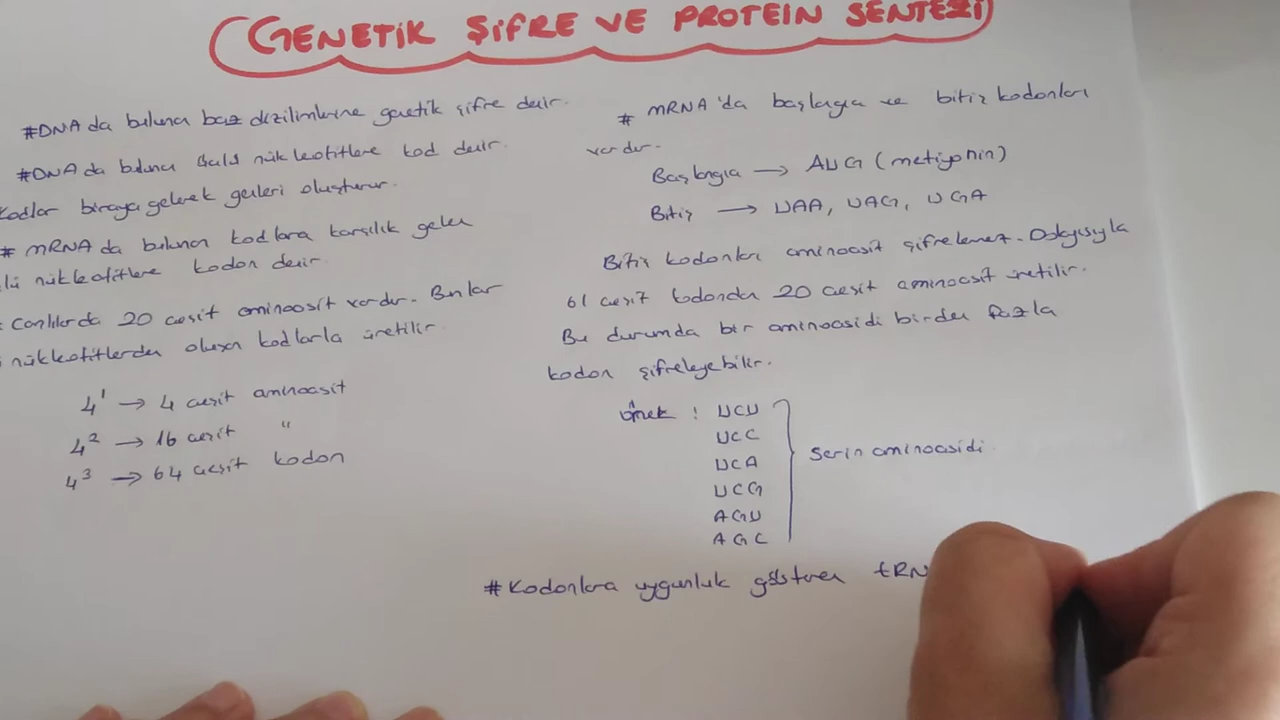 GENETİK ŞİFRE VE PROTEİN SENTEZİ
#DNA da bulunan baz dizilimlerine genetik şifre denir.
#DNA da bulunan üçlü nükleotitlere kod denir.
Kodlar biraraya gelerek genleri oluşturur.
# mRNA da bulunan kodlara karşılık gelen
lü nükleotitlere kodon denir.
Canlılarda 20 çeşit aminoasit vardır. Bunlar
nükleotitlerden oluşan kodlarla üretilir.
4¹ → 4 çeşit aminoasit
4² → 16 çeşit "
4³ → 64 çeşit kodon
# mRNA'da başlangıç ve bitiş kodonları
vardır.
Başlangıç → AUG (metiyonin)
Bitiş → UAA, UAG, UGA
Bitiş kodonları aminoasit şifrelemez. Dolayısıyla
61 çeşit kodondan 20 çeşit aminoasit üretilir.
Bu durumda bir aminoasidi birden fazla
kodon şifreleyebilir.
Örnek : UCU
UCC
UCA
UCG
AGU
AGC
Serin aminoasidi
#Kodonlara uygunluk gösteren tRN